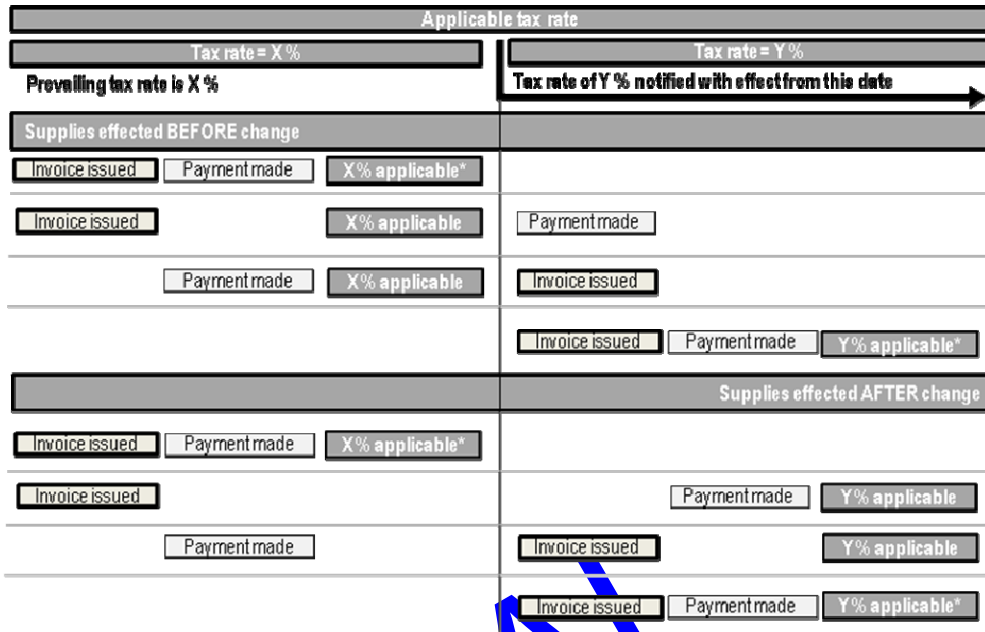 Applicable tax rate
Tax rate = X %
Tax rate = Y %
Prevailing tax rate is X %
Tax rate of Y % notified with effect from this date
Supplies effected BEFORE change
Invoice issued Payment made X% applicable*
Invoice issued X% applicable Payment made
Payment made X% applicable Invoice issued
Invoice issued Payment made Y% applicable*
Supplies effected AFTER change
Invoice issued Payment made X% applicable*
Invoice issued Payment made Y% applicable
Payment made Invoice issued Y% applicable
Invoice issued Payment made Y% applicable*